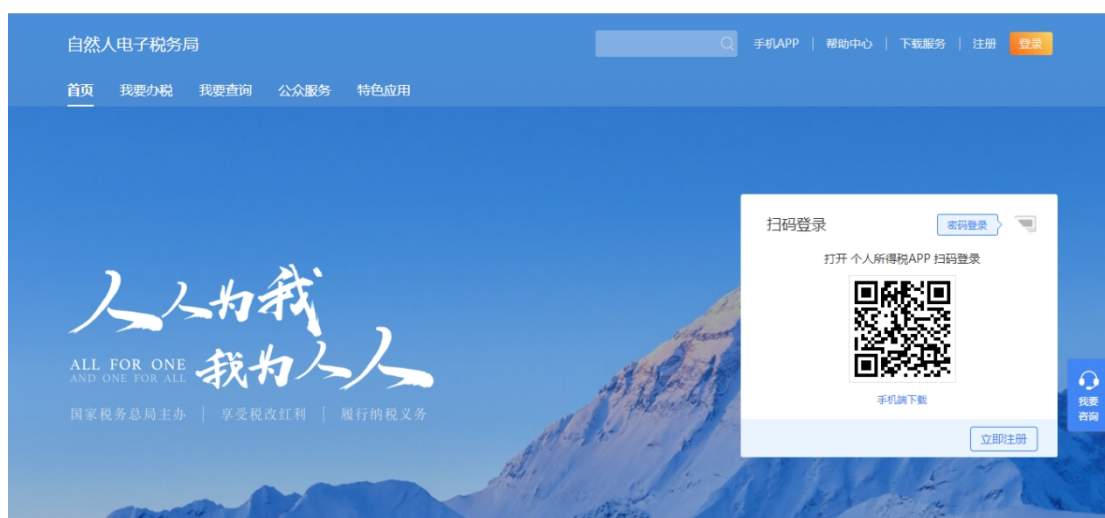 自然人电子税务局
手机APP | 帮助中心 | 下载服务 | 注册 登录
首页 我要办税 我要查询 公众服务 特色应用
扫码登录 密码登录
打开 个人所得税APP 扫码登录
手机端下载
立即注册
人人为我
ALL FOR ONE
AND ONE FOR ALL
我为人人
国家税务总局主办 | 享受税改红利 | 履行纳税义务
我要
咨询